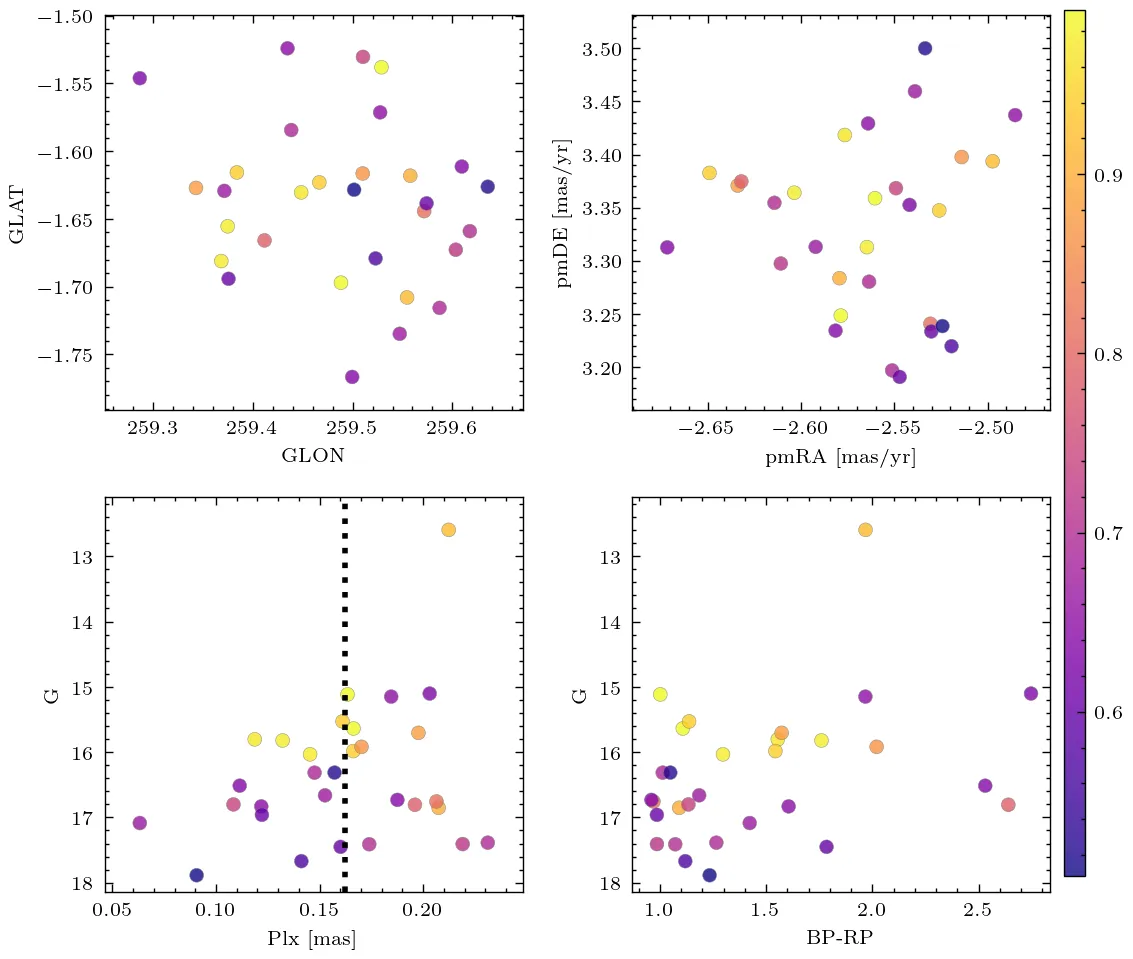 −1.50
−1.55
−1.60
−1.65
−1.70
−1.75
GLAT
259.3 259.4 259.5 259.6
GLON
3.50
3.45
3.40
3.35
3.30
3.25
3.20
pmDE [mas/yr]
−2.65 −2.60 −2.55 −2.50
pmRA [mas/yr]
13
14
15
16
17
18
G
0.05 0.10 0.15 0.20
Plx [mas]
13
14
15
16
17
18
G
1.0 1.5 2.0 2.5
BP-RP
0.9
0.8
0.7
0.6